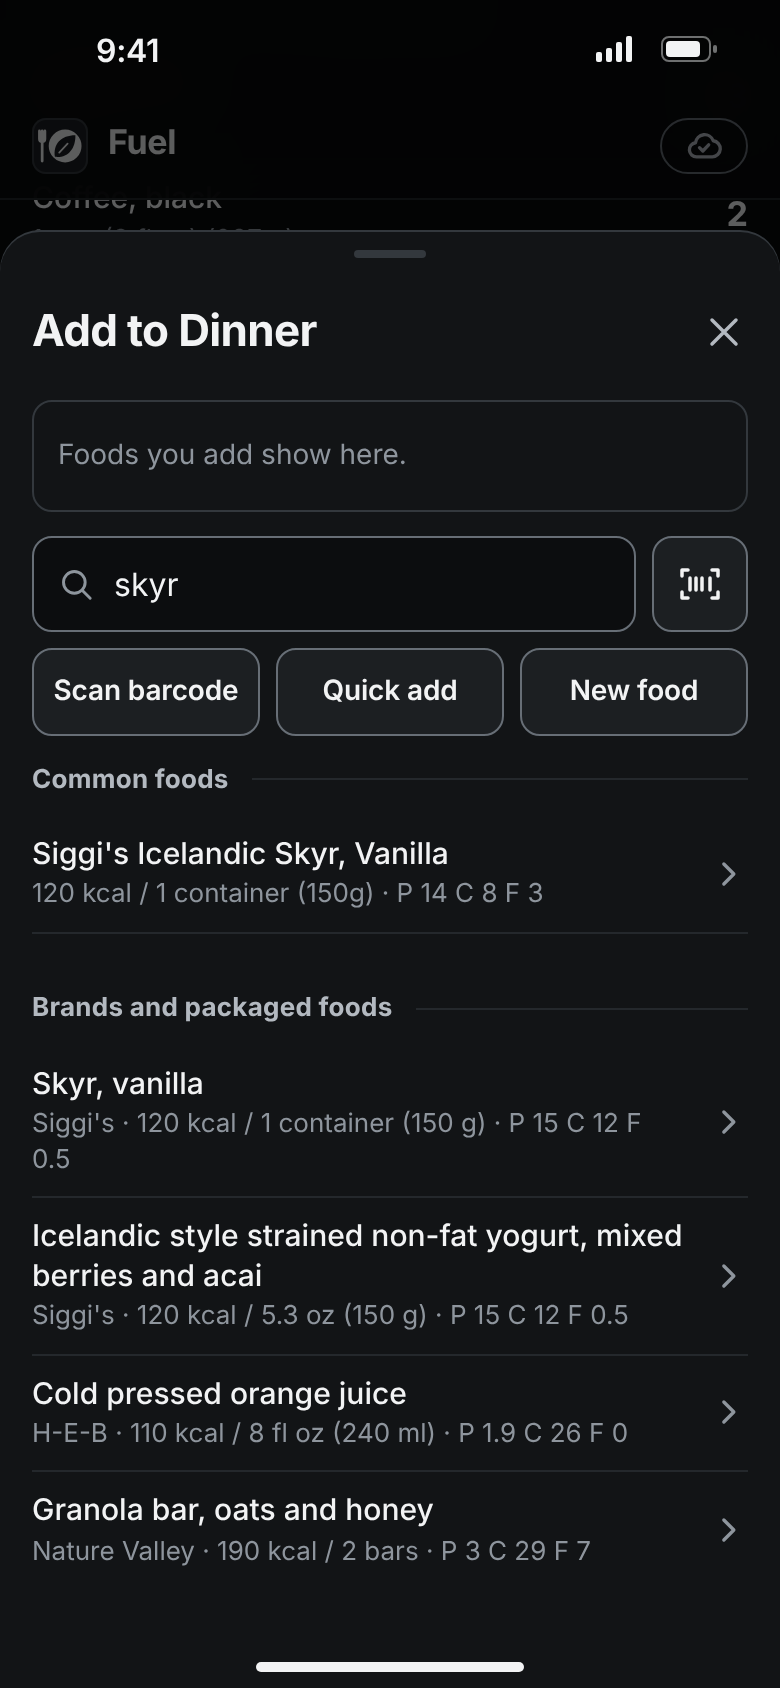 9:41
Fuel
Coffee, black
2
Add to Dinner
Foods you add show here.
skyr
Scan barcode
Quick add
New food
Common foods
Siggi's Icelandic Skyr, Vanilla
120 kcal / 1 container (150g) · P 14 C 8 F 3
Brands and packaged foods
Skyr, vanilla
Siggi's · 120 kcal / 1 container (150 g) · P 15 C 12 F
0.5
Icelandic style strained non-fat yogurt, mixed
berries and acai
Siggi's · 120 kcal / 5.3 oz (150 g) · P 15 C 12 F 0.5
Cold pressed orange juice
H-E-B · 110 kcal / 8 fl oz (240 ml) · P 1.9 C 26 F 0
Granola bar, oats and honey
Nature Valley · 190 kcal / 2 bars · P 3 C 29 F 7